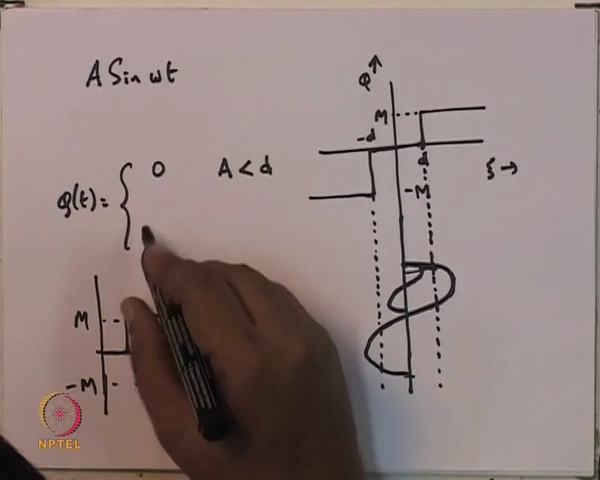 A Sin ωt
Q ↑
M
-d
d
ξ →
-M
Q(t) = { 0 A < d
M
-M
NPTEL